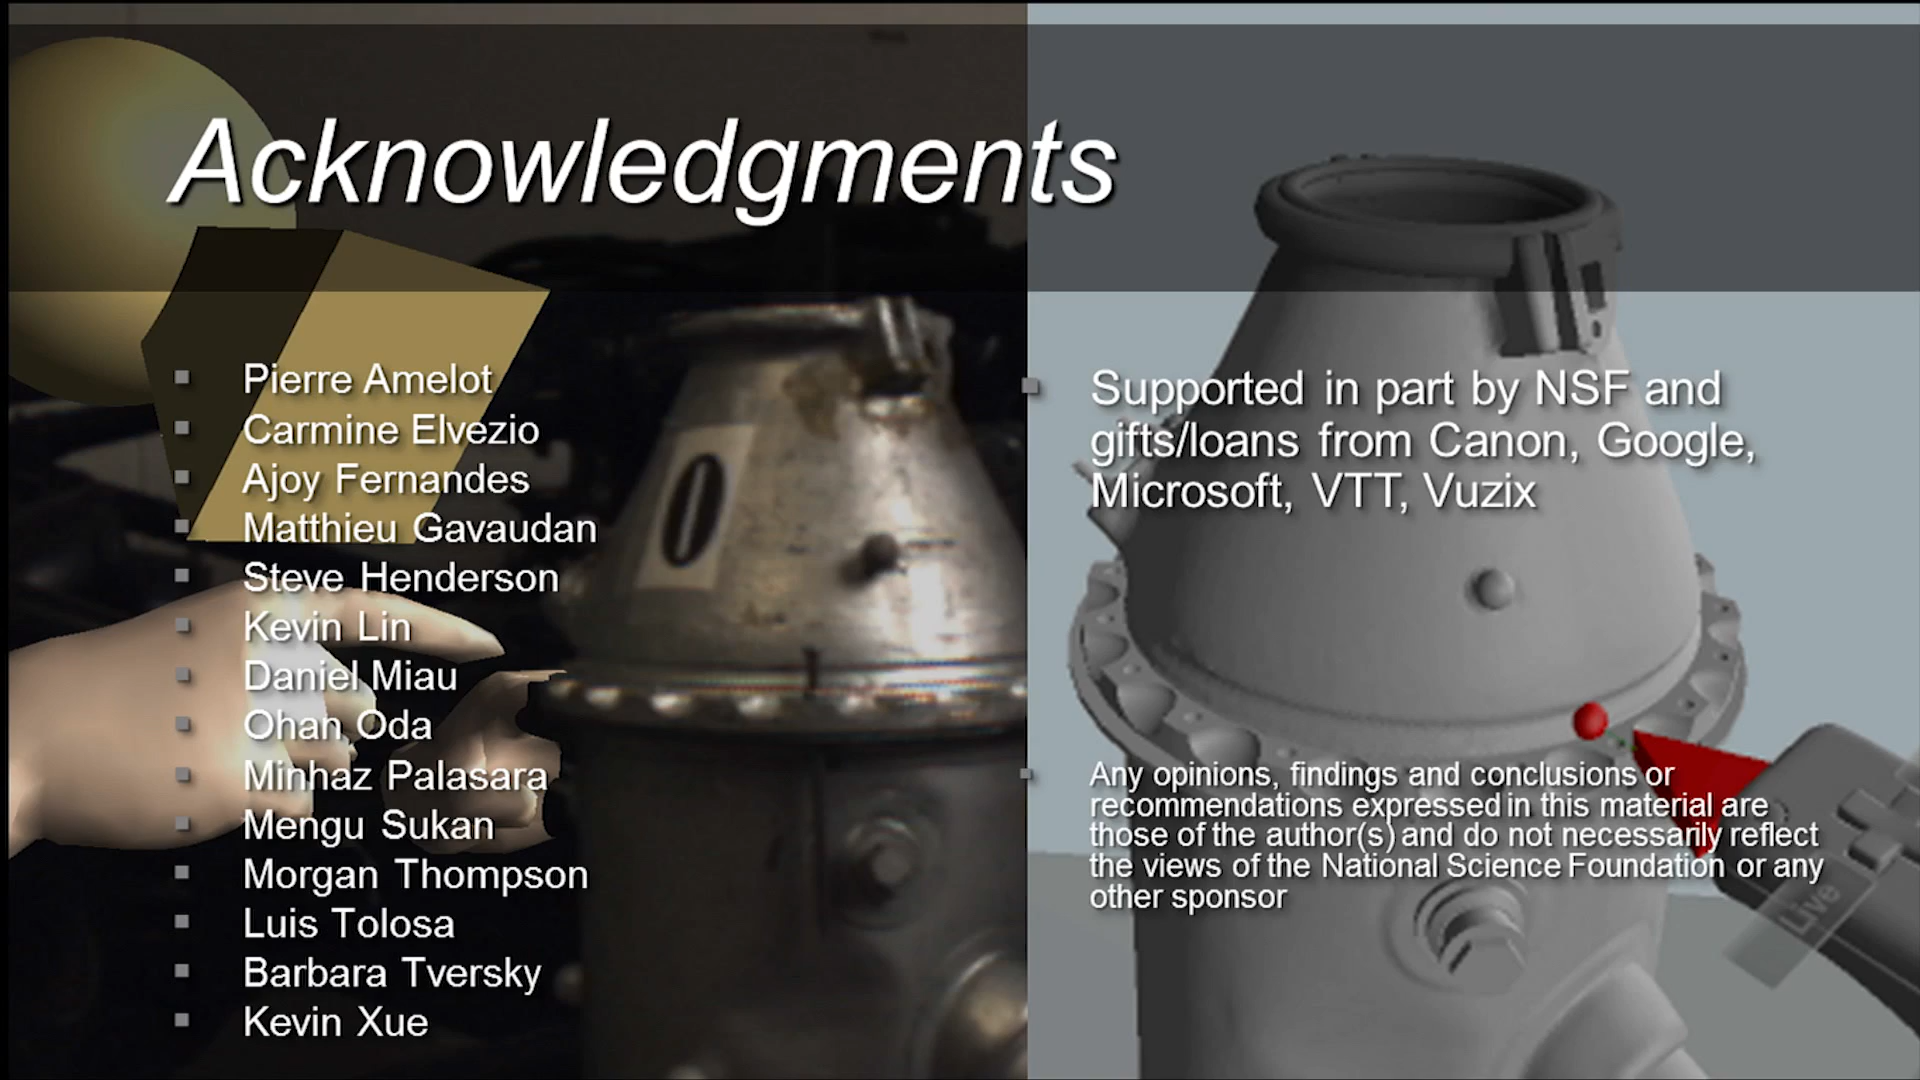 Acknowledgments
Pierre Amelot
Carmine Elvezio
Ajoy Fernandes
Matthieu Gavaudan
Steve Henderson
Kevin Lin
Daniel Miau
Ohan Oda
Minhaz Palasara
Mengu Sukan
Morgan Thompson
Luis Tolosa
Barbara Tversky
Kevin Xue
Supported in part by NSF and
gifts/loans from Canon, Google,
Microsoft, VTT, Vuzix
Any opinions, findings and conclusions or
recommendations expressed in this material are
those of the author(s) and do not necessarily reflect
the views of the National Science Foundation or any
other sponsor
0
Live